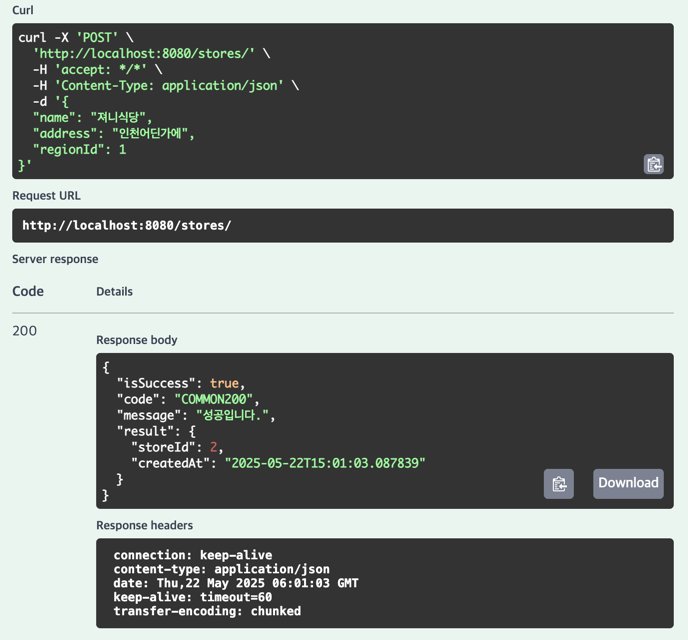 Curl
curl -X 'POST' \
  'http://localhost:8080/stores/' \
  -H 'accept: */*' \
  -H 'Content-Type: application/json' \
  -d '{
  "name": "져니식당",
  "address": "인천어딘가에",
  "regionId": 1
}'
Request URL
http://localhost:8080/stores/
Server response
Code Details
200
Response body
{
  "isSuccess": true,
  "code": "COMMON200",
  "message": "성공입니다.",
  "result": {
    "storeId": 2,
    "createdAt": "2025-05-22T15:01:03.087839"
  }
}
Download
Response headers
connection: keep-alive
content-type: application/json
date: Thu,22 May 2025 06:01:03 GMT
keep-alive: timeout=60
transfer-encoding: chunked